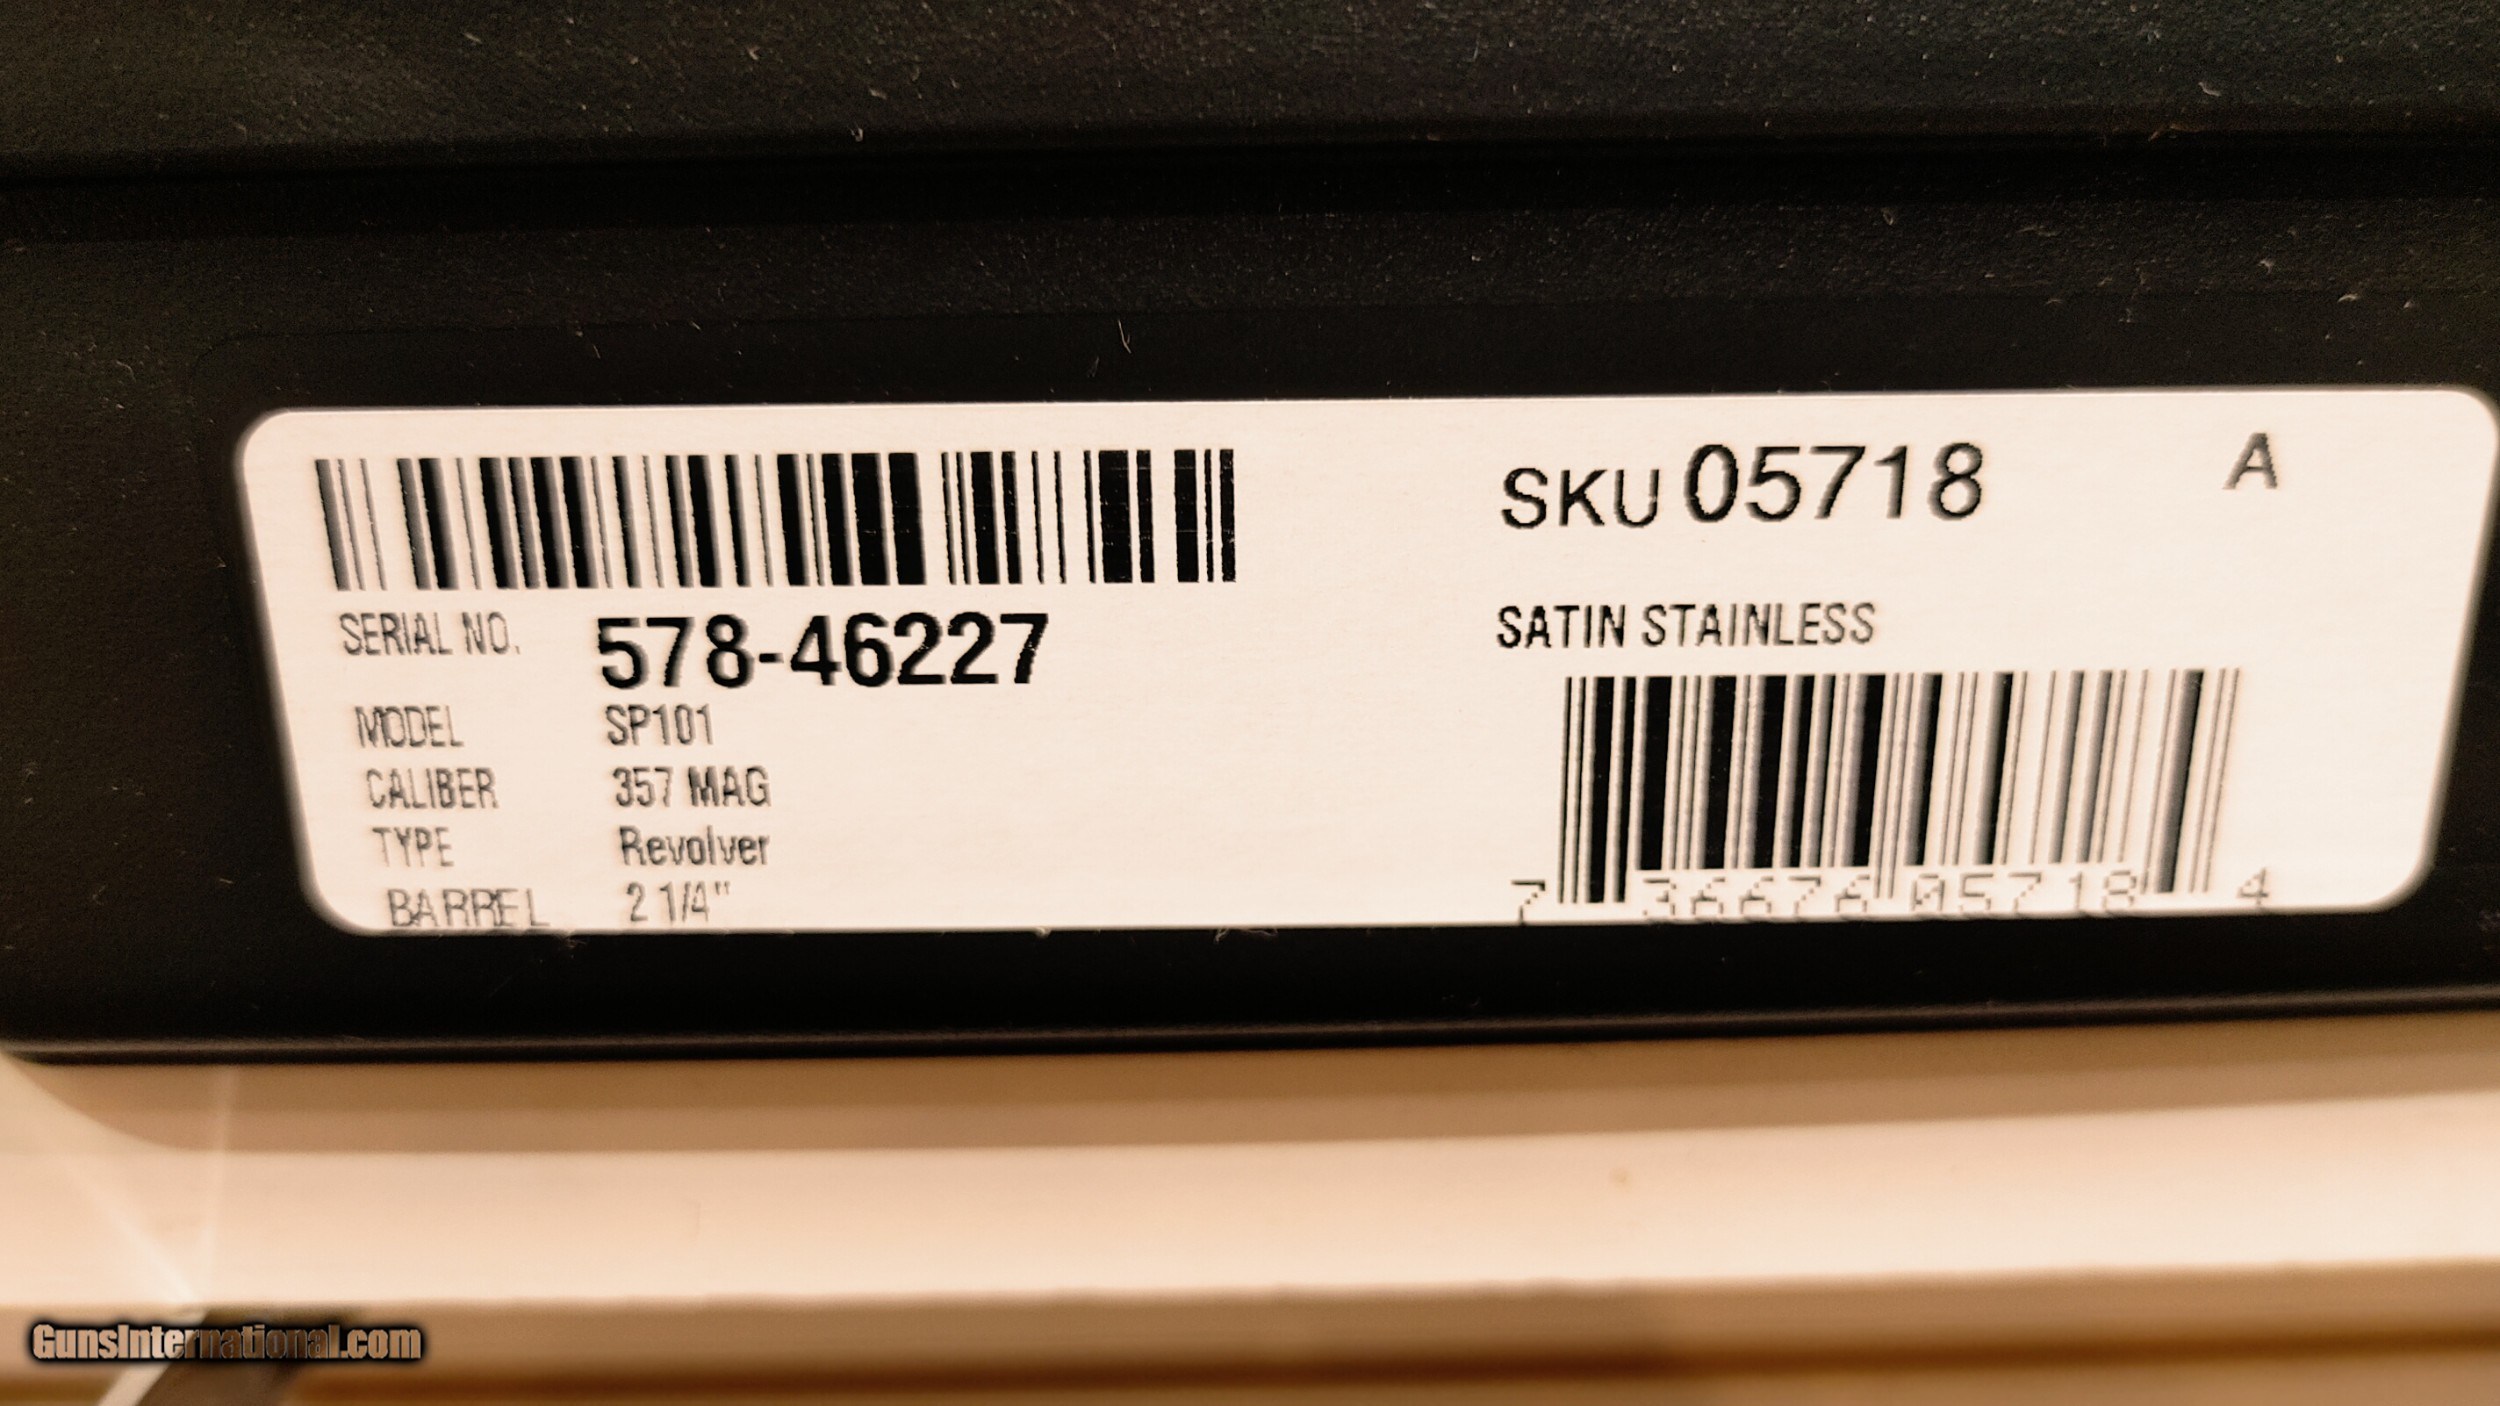 SERIAL NO. 578-46227
MODEL SP101
CALIBER 357 MAG
TYPE Revolver
BARREL 2 1/4"
SKU 05718 A
SATIN STAINLESS
7 36676 05718 4
GunsInternational.com